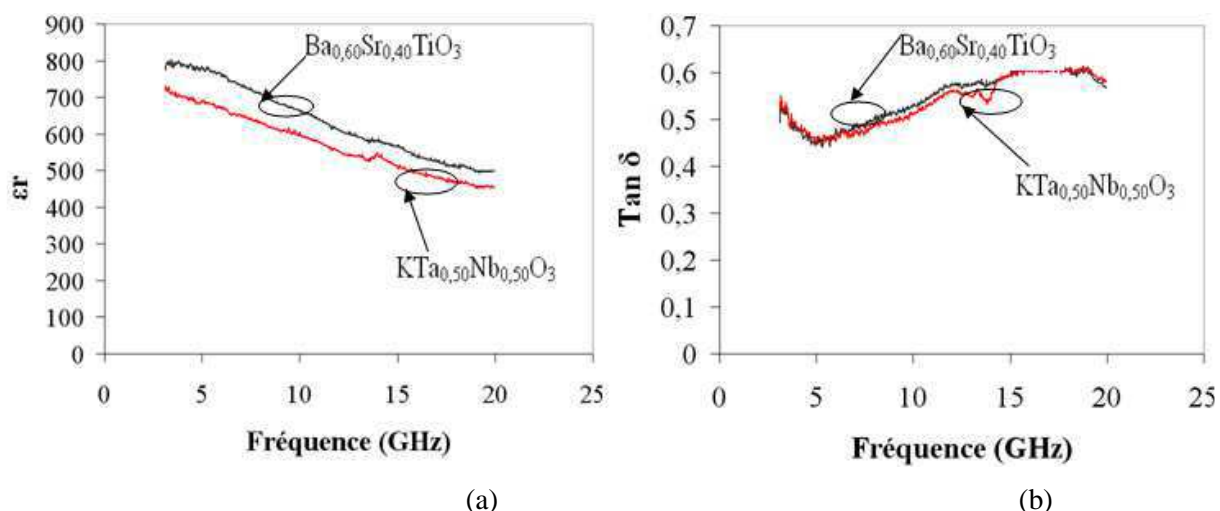 900
800
700
600
500
400
300
200
100
0
εr
Ba0,60Sr0,40TiO3
KTa0,50Nb0,50O3
0 5 10 15 20 25
Fréquence (GHz)
(a)
0,7
0,6
0,5
0,4
0,3
0,2
0,1
0
Tan δ
Ba0,60Sr0,40TiO3
KTa0,50Nb0,50O3
0 5 10 15 20 25
Fréquence (GHz)
(b)